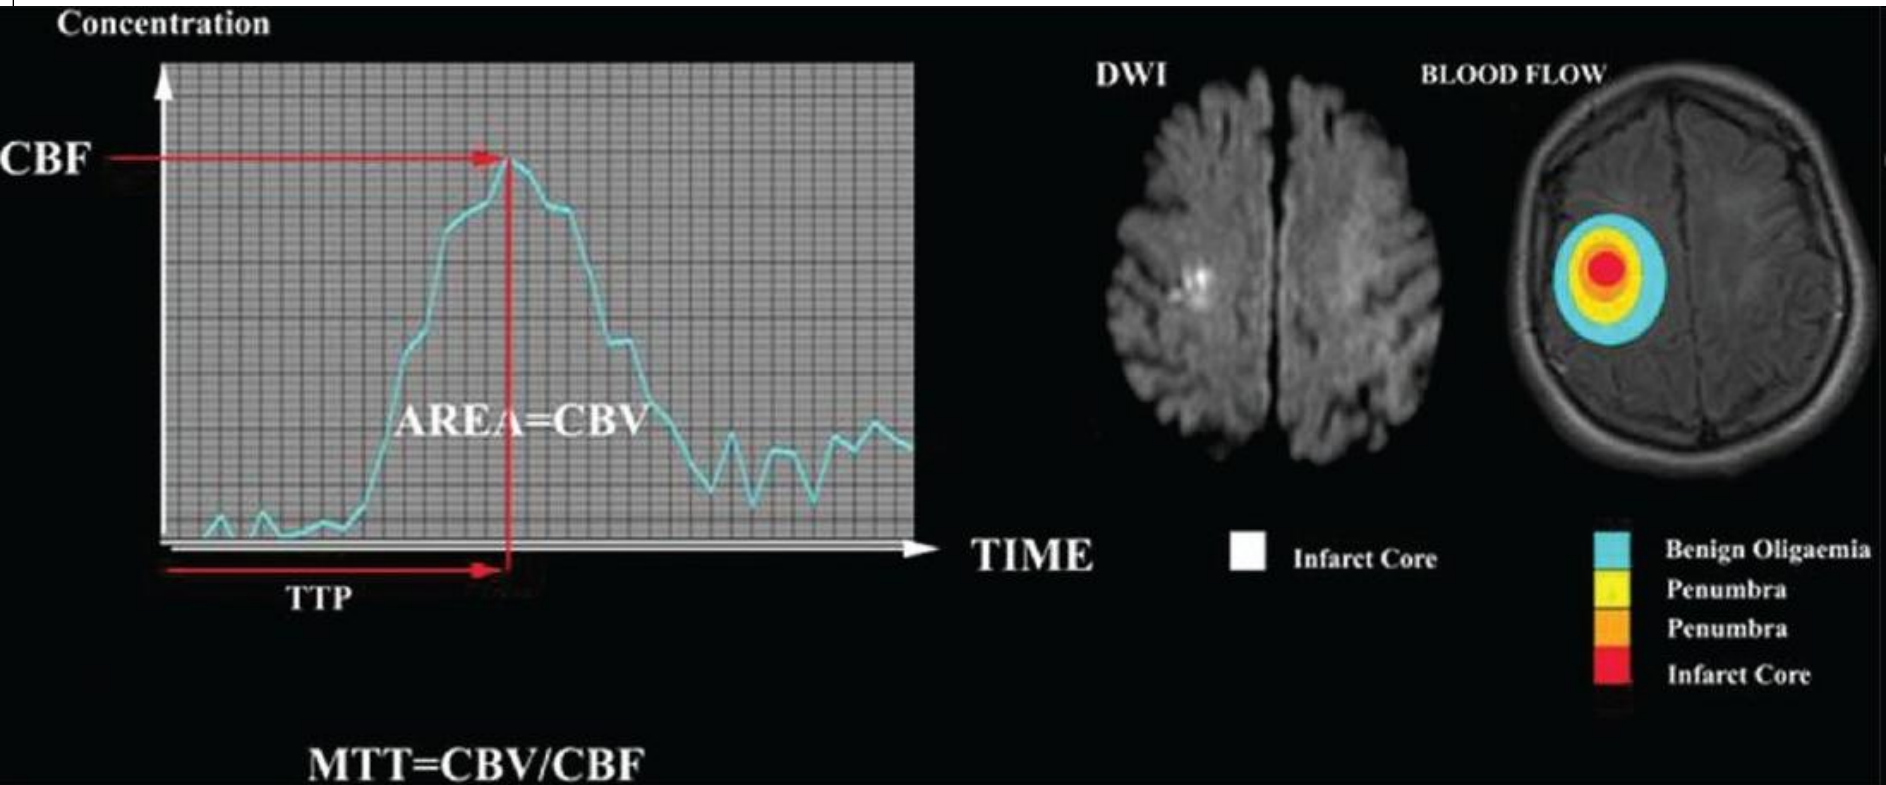 Concentration
CBF
AREA=CBV
TIME
TTP
MTT=CBV/CBF
DWI
Infarct Core
BLOOD FLOW
Benign Oligaemia
Penumbra
Penumbra
Infarct Core